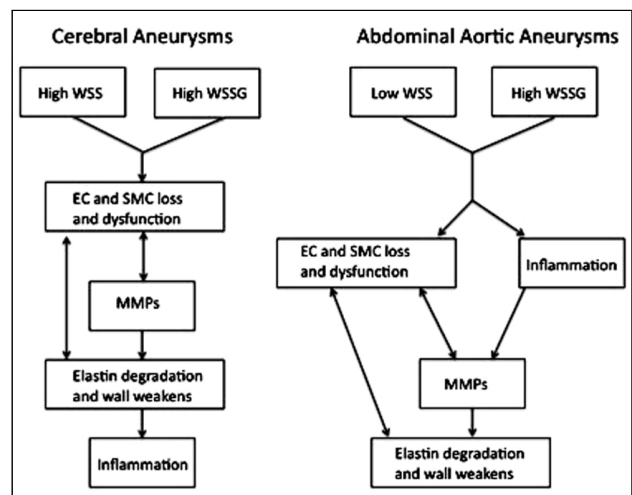 Cerebral Aneurysms
High WSS
High WSSG
EC and SMC loss
and dysfunction
MMPs
Elastin degradation
and wall weakens
Inflammation
Abdominal Aortic Aneurysms
Low WSS
High WSSG
EC and SMC loss
and dysfunction
Inflammation
MMPs
Elastin degradation
and wall weakens